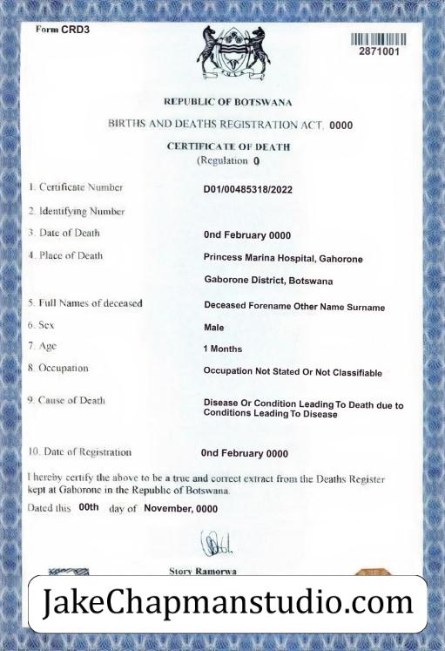 Form CRD3
2871001
REPUBLIC OF BOTSWANA
BIRTHS AND DEATHS REGISTRATION ACT, 0000
CERTIFICATE OF DEATH
(Regulation 0
1. Certificate Number D01/00485318/2022
2. Identifying Number
3. Date of Death 0nd February 0000
4. Place of Death Princess Marina Hospital, Gahorone
Gaborone District, Botswana
5. Full Names of deceased Deceased Forename Other Name Surname
6. Sex Male
7. Age 1 Months
8. Occupation Occupation Not Stated Or Not Classifiable
9. Cause of Death Disease Or Condition Leading To Death due to
Conditions Leading To Disease
10. Date of Registration 0nd February 0000
I hereby certify the above to be a true and correct extract from the Deaths Register
kept at Gaborone in the Republic of Botswana.
Dated this 00th day of November, 0000
Story Ramorwa
JakeChapmanstudio.com